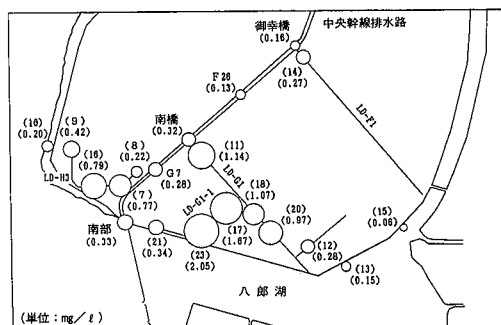 御幸橋
(0.16)
中央幹線排水路
(14)
(0.27)
F26
(0.13)
LD-F1
(10)
(0.20)
(9)
(0.42)
南橋
(0.32)
(11)
(1.14)
(8)
(0.22)
(16)
(0.79)
LD-H3
G7
(0.28)
(7)
(0.77)
LD-G1
LD-G1-1
(18)
(1.07)
(17)
(1.67)
(20)
(0.97)
(15)
(0.06)
南部
(0.33)
(21)
(0.34)
(23)
(2.05)
(12)
(0.28)
(13)
(0.15)
八郎湖
(単位：mg／ℓ)